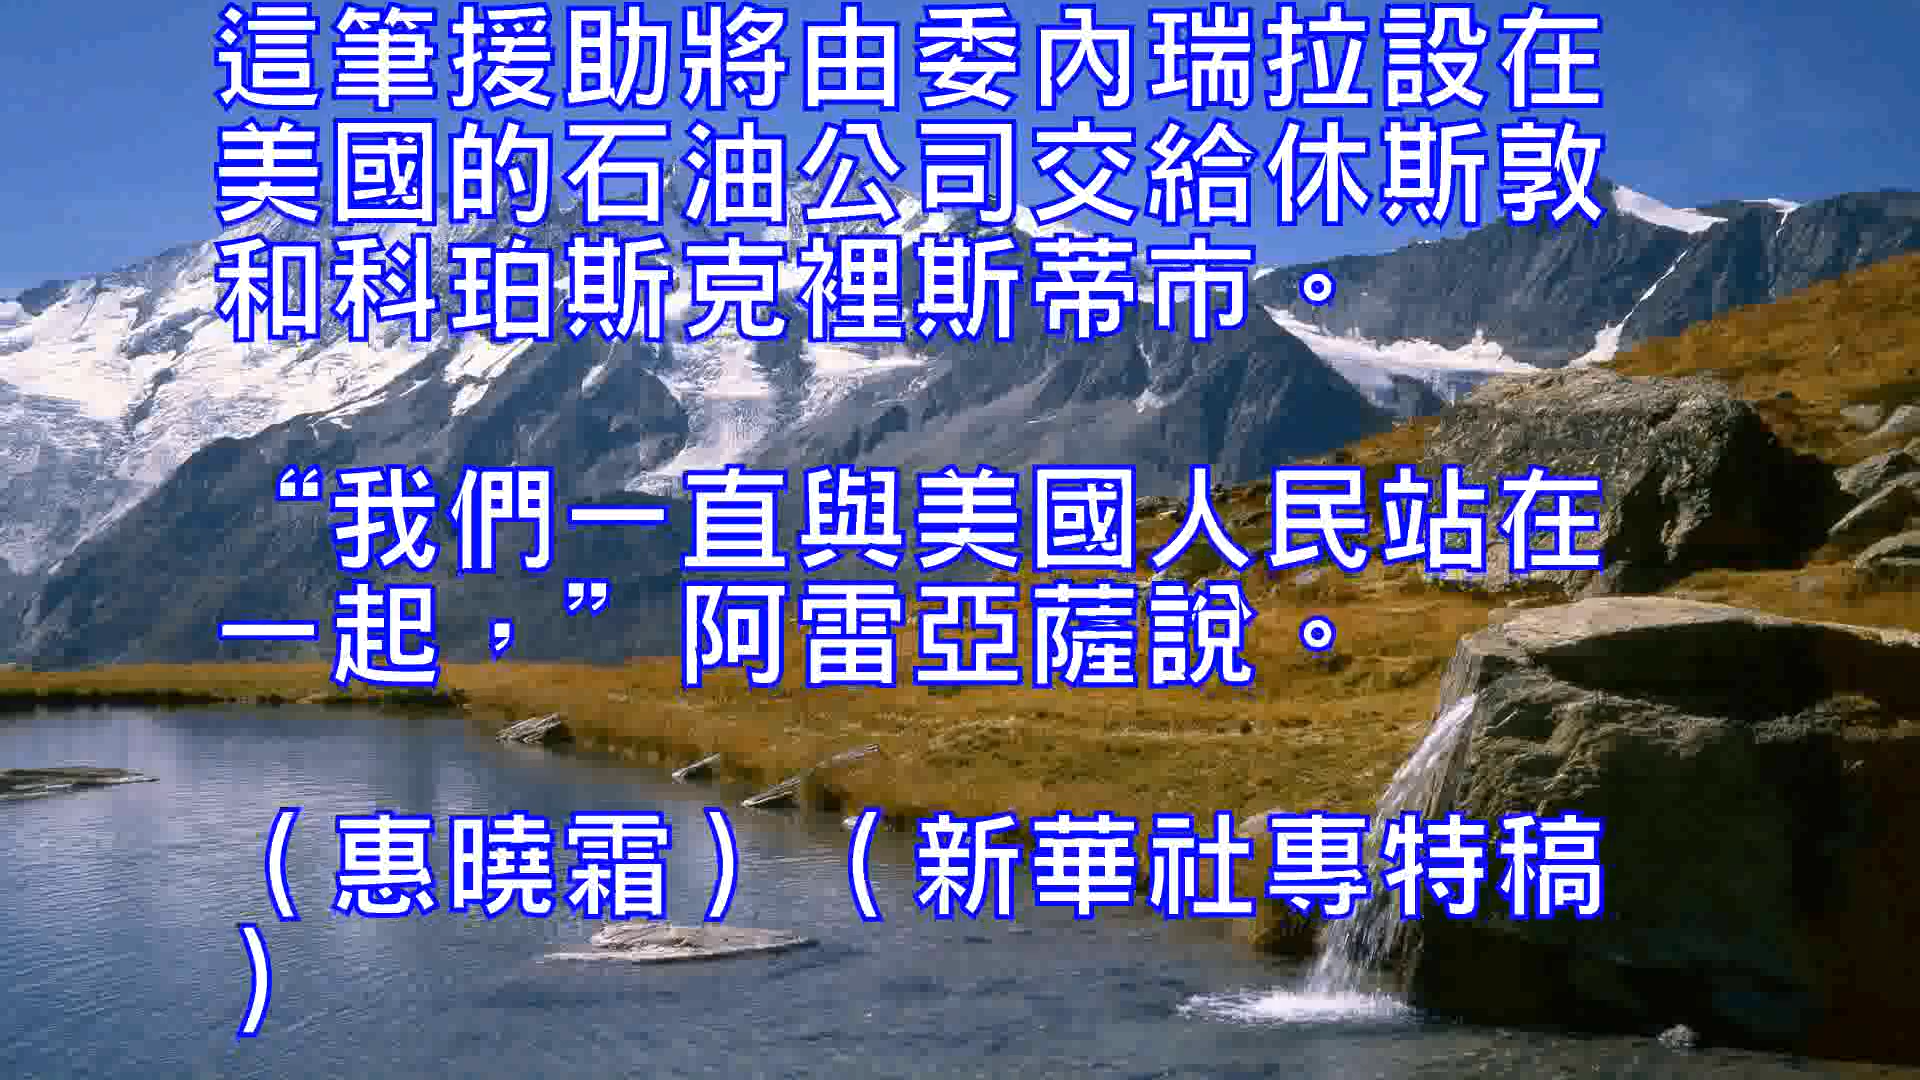 這筆援助將由委內瑞拉設在
美國的石油公司交給休斯敦
和科珀斯克裡斯蒂市。
“我們一直與美國人民站在
一起，”阿雷亞薩說。
（惠曉霜）（新華社專特稿
）